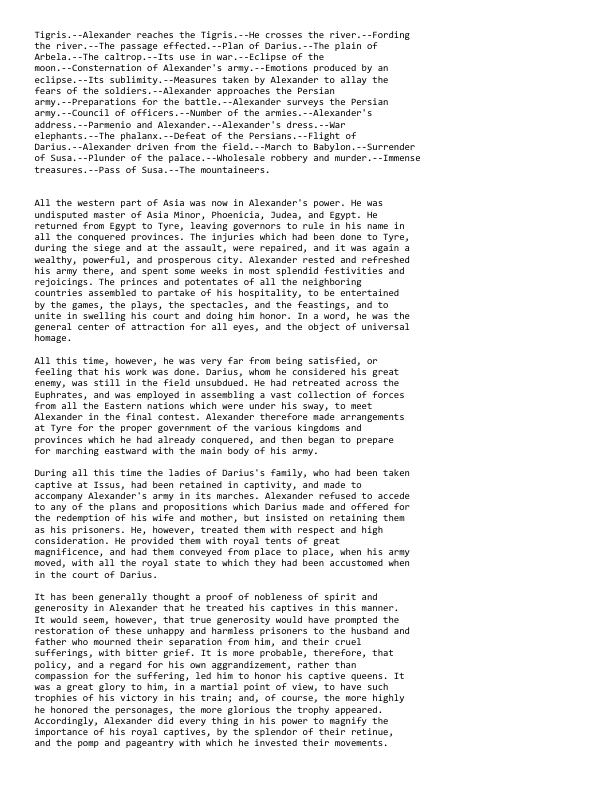 Tigris.--Alexander reaches the Tigris.--He crosses the river.--Fording
the river.--The passage effected.--Plan of Darius.--The plain of
Arbela.--The caltrop.--Its use in war.--Eclipse of the
moon.--Consternation of Alexander's army.--Emotions produced by an
eclipse.--Its sublimity.--Measures taken by Alexander to allay the
fears of the soldiers.--Alexander approaches the Persian
army.--Preparations for the battle.--Alexander surveys the Persian
army.--Council of officers.--Number of the armies.--Alexander's
address.--Parmenio and Alexander.--Alexander's dress.--War
elephants.--The phalanx.--Defeat of the Persians.--Flight of
Darius.--Alexander driven from the field.--March to Babylon.--Surrender
of Susa.--Plunder of the palace.--Wholesale robbery and murder.--Immense
treasures.--Pass of Susa.--The mountaineers.
All the western part of Asia was now in Alexander's power. He was
undisputed master of Asia Minor, Phoenicia, Judea, and Egypt. He
returned from Egypt to Tyre, leaving governors to rule in his name in
all the conquered provinces. The injuries which had been done to Tyre,
during the siege and at the assault, were repaired, and it was again a
wealthy, powerful, and prosperous city. Alexander rested and refreshed
his army there, and spent some weeks in most splendid festivities and
rejoicings. The princes and potentates of all the neighboring
countries assembled to partake of his hospitality, to be entertained
by the games, the plays, the spectacles, and the feastings, and to
unite in swelling his court and doing him honor. In a word, he was the
general center of attraction for all eyes, and the object of universal
homage.
All this time, however, he was very far from being satisfied, or
feeling that his work was done. Darius, whom he considered his great
enemy, was still in the field unsubdued. He had retreated across the
Euphrates, and was employed in assembling a vast collection of forces
from all the Eastern nations which were under his sway, to meet
Alexander in the final contest. Alexander therefore made arrangements
at Tyre for the proper government of the various kingdoms and
provinces which he had already conquered, and then began to prepare
for marching eastward with the main body of his army.
During all this time the ladies of Darius's family, who had been taken
captive at Issus, had been retained in captivity, and made to
accompany Alexander's army in its marches. Alexander refused to accede
to any of the plans and propositions which Darius made and offered for
the redemption of his wife and mother, but insisted on retaining them
as his prisoners. He, however, treated them with respect and high
consideration. He provided them with royal tents of great
magnificence, and had them conveyed from place to place, when his army
moved, with all the royal state to which they had been accustomed when
in the court of Darius.
It has been generally thought a proof of nobleness of spirit and
generosity in Alexander that he treated his captives in this manner.
It would seem, however, that true generosity would have prompted the
restoration of these unhappy and harmless prisoners to the husband and
father who mourned their separation from him, and their cruel
sufferings, with bitter grief. It is more probable, therefore, that
policy, and a regard for his own aggrandizement, rather than
compassion for the suffering, led him to honor his captive queens. It
was a great glory to him, in a martial point of view, to have such
trophies of his victory in his train; and, of course, the more highly
he honored the personages, the more glorious the trophy appeared.
Accordingly, Alexander did every thing in his power to magnify the
importance of his royal captives, by the splendor of their retinue,
and the pomp and pageantry with which he invested their movements.